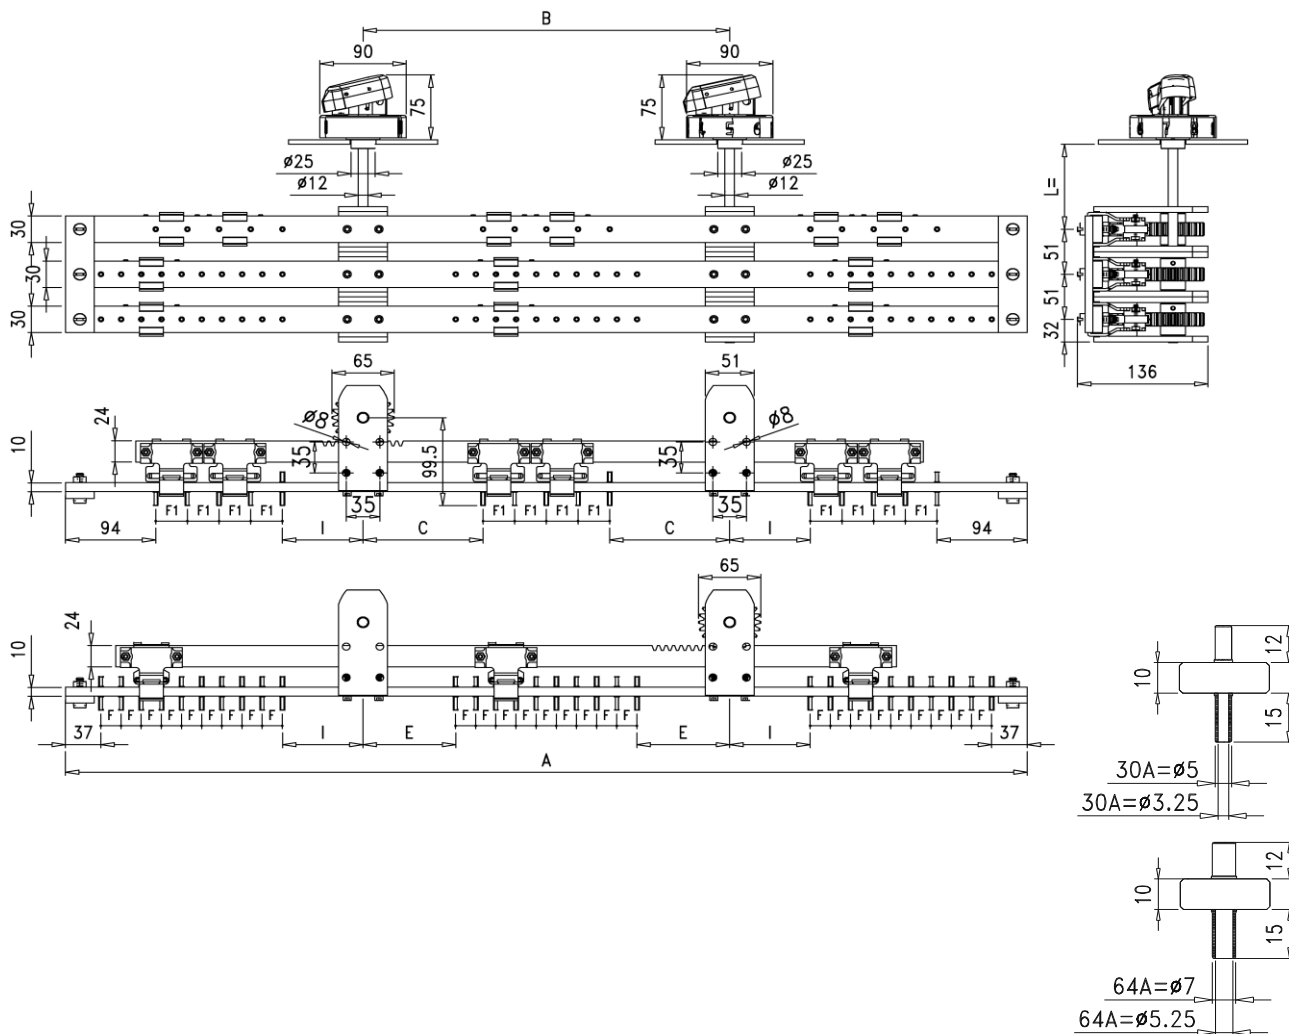 B
90
90
75
75
ø25
ø12
ø25
ø12
L=
30
30
30
51
51
32
136
65
51
24
10
ø8
35
99.5
35
ø8
35
35
F1 F1 F1 F1
F1 F1 F1 F1
F1 F1 F1 F1
94
I
C
C
I
94
65
24
10
F F F F F F F F F
F F F F F F F F F
F F F F F F F F F
37
I
E
E
I
37
A
12
10
15
30A=ø5
30A=ø3.25
12
10
15
64A=ø7
64A=ø5.25